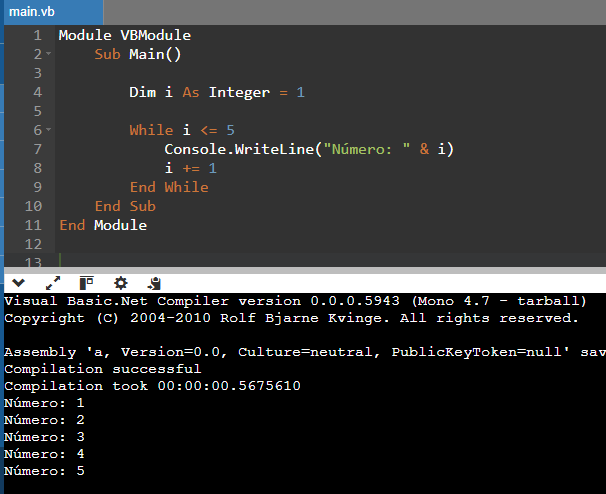 main.vb
1 Module VBModule
2 Sub Main()
3
4 Dim i As Integer = 1
5
6 While i <= 5
7 Console.WriteLine("Número: " & i)
8 i += 1
9 End While
10 End Sub
11 End Module
12
13
Visual Basic.Net Compiler version 0.0.0.5943 (Mono 4.7 - tarball)
Copyright (C) 2004-2010 Rolf Bjarne Kvinge. All rights reserved.
Assembly 'a, Version=0.0, Culture=neutral, PublicKeyToken=null' sav
Compilation successful
Compilation took 00:00:00.5675610
Número: 1
Número: 2
Número: 3
Número: 4
Número: 5